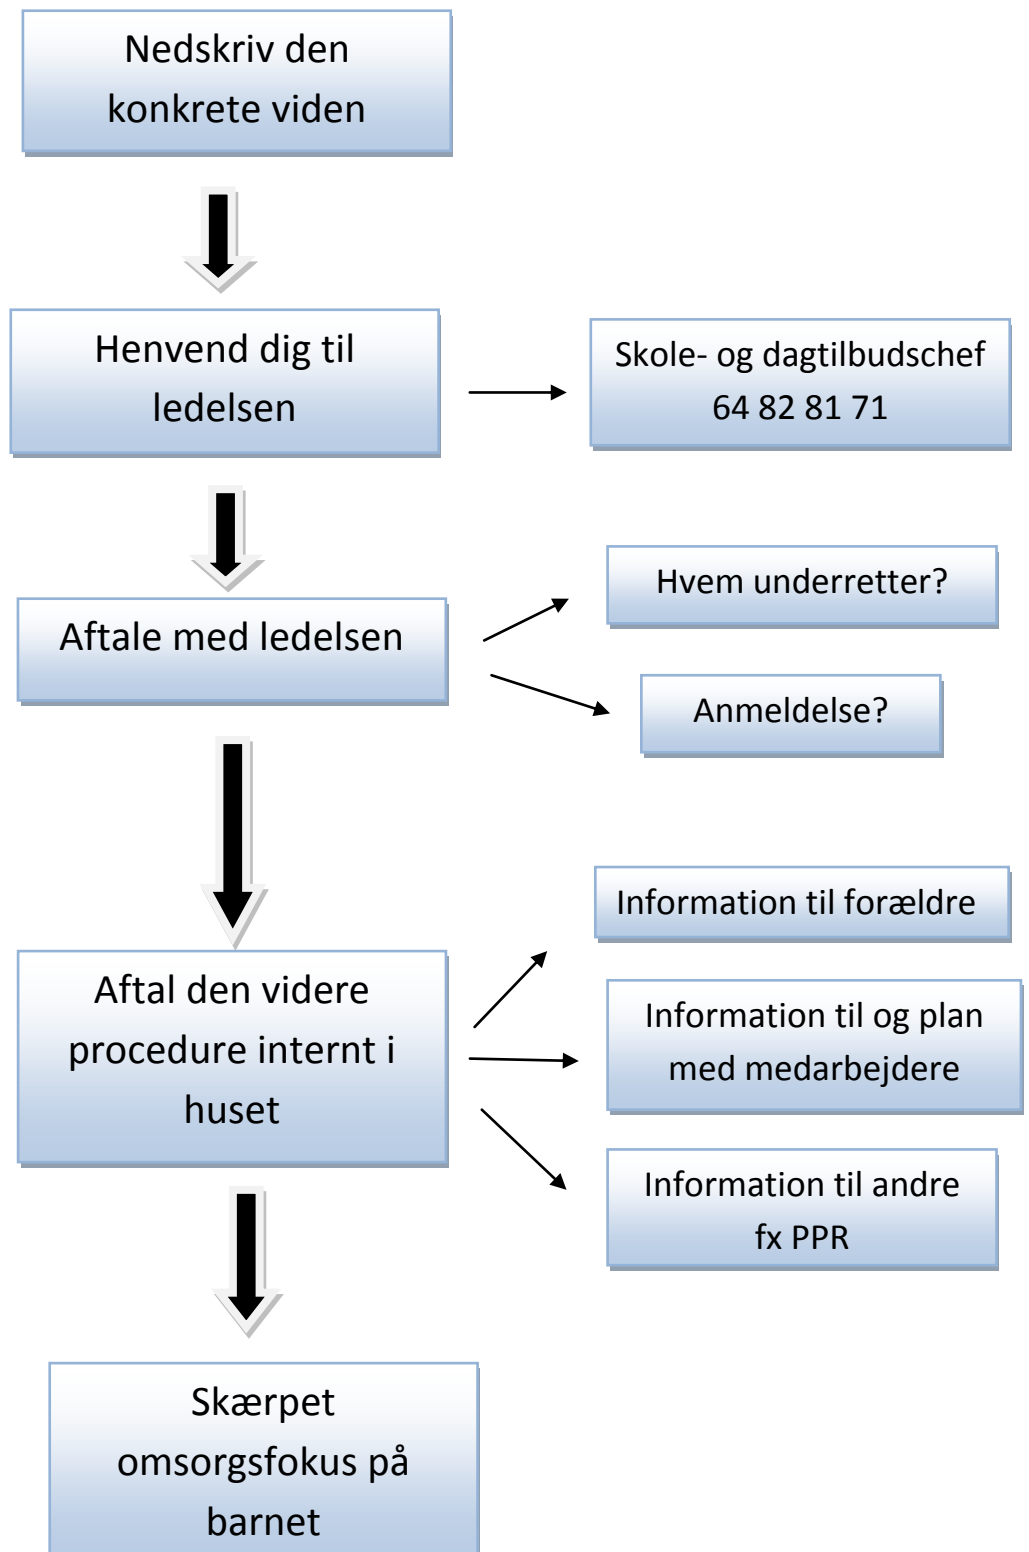 Nedskriv den
konkrete viden
Henvend dig til
ledelsen
Skole- og dagtilbudschef
64 82 81 71
Aftale med ledelsen
Hvem underretter?
Anmeldelse?
Aftal den videre
procedure internt i
huset
Information til forældre
Information til og plan
med medarbejdere
Information til andre
fx PPR
Skærpet
omsorgsfokus på
barnet